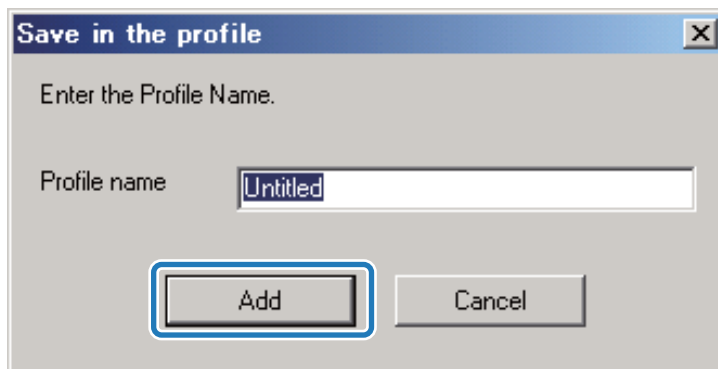 Save in the profile
Enter the Profile Name.
Profile name Untitled
Add Cancel